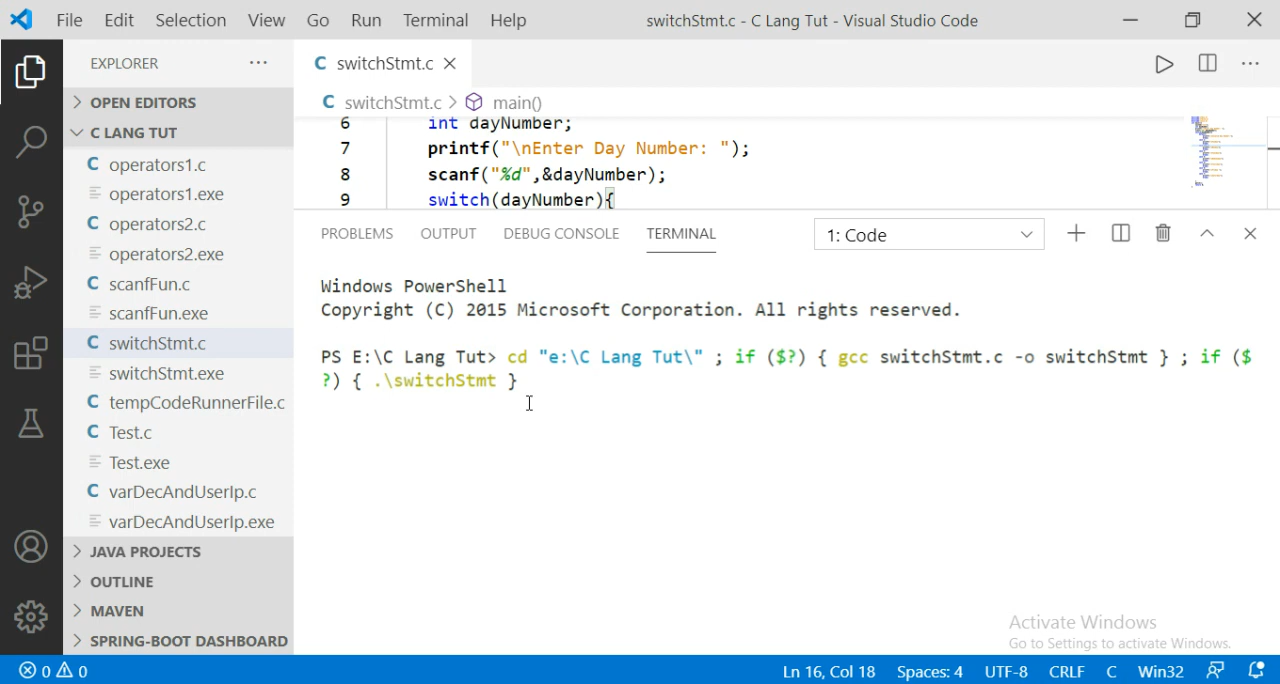 File Edit Selection View Go Run Terminal Help switchStmt.c - C Lang Tut - Visual Studio Code
EXPLORER ···
OPEN EDITORS
C LANG TUT
C operators1.c
operators1.exe
C operators2.c
operators2.exe
C scanfFun.c
scanfFun.exe
C switchStmt.c
switchStmt.exe
C tempCodeRunnerFile.c
C Test.c
Test.exe
C varDecAndUserIp.c
varDecAndUserIp.exe
JAVA PROJECTS
OUTLINE
MAVEN
SPRING-BOOT DASHBOARD
C switchStmt.c
C switchStmt.c > main()
6 int dayNumber;
7 printf("\nEnter Day Number: ");
8 scanf("%d",&dayNumber);
9 switch(dayNumber){
PROBLEMS OUTPUT DEBUG CONSOLE TERMINAL 1: Code
Windows PowerShell
Copyright (C) 2015 Microsoft Corporation. All rights reserved.
PS E:\C Lang Tut> cd "e:\C Lang Tut\" ; if ($?) { gcc switchStmt.c -o switchStmt } ; if ($
?) { .\switchStmt }
Activate Windows
Go to Settings to activate Windows.
0 0 Ln 16, Col 18 Spaces: 4 UTF-8 CRLF C Win32